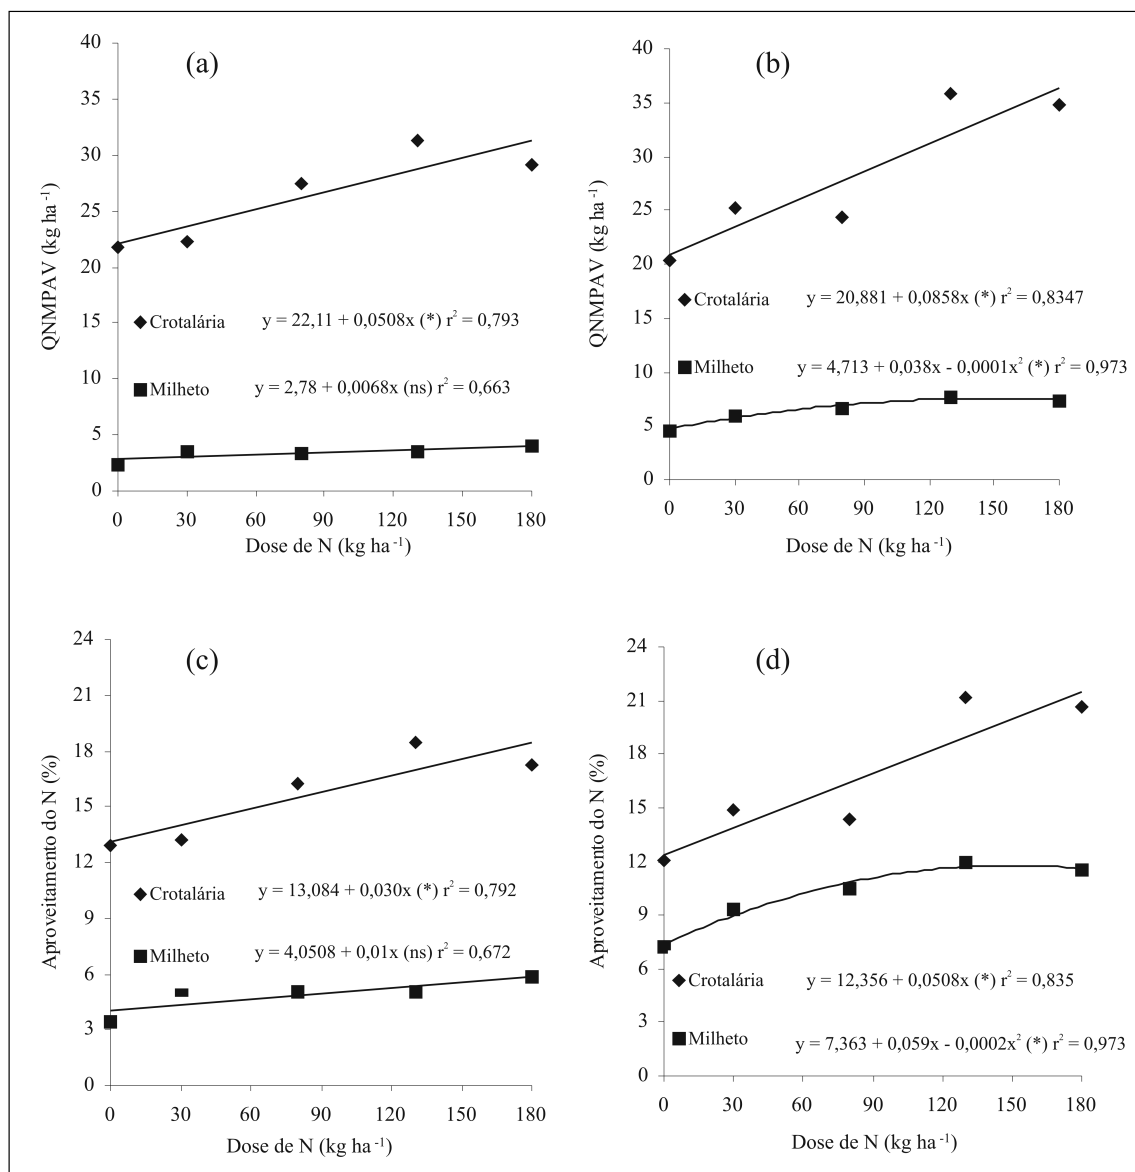 (a)
40
35
30
25
20
15
10
5
0
QNMPAV (kg ha⁻¹)
Crotalária y = 22,11 + 0,0508x (*) r² = 0,793
Milheto y = 2,78 + 0,0068x (ns) r² = 0,663
0 30 60 90 120 150 180
Dose de N (kg ha⁻¹)
(b)
40
35
30
25
20
15
10
5
0
QNMPAV (kg ha⁻¹)
Crotalária y = 20,881 + 0,0858x (*) r² = 0,8347
Milheto y = 4,713 + 0,038x - 0,0001x² (*) r² = 0,973
0 30 60 90 120 150 180
Dose de N (kg ha⁻¹)
(c)
24
21
18
15
12
9
6
3
0
Aproveitamento do N (%)
Crotalária y = 13,084 + 0,030x (*) r² = 0,792
Milheto y = 4,0508 + 0,01x (ns) r² = 0,672
0 30 60 90 120 150 180
Dose de N (kg ha⁻¹)
(d)
24
21
18
15
12
9
6
3
0
Aproveitamento do N (%)
Crotalária y = 12,356 + 0,0508x (*) r² = 0,835
Milheto y = 7,363 + 0,059x - 0,0002x² (*) r² = 0,973
0 30 60 90 120 150 180
Dose de N (kg ha⁻¹)